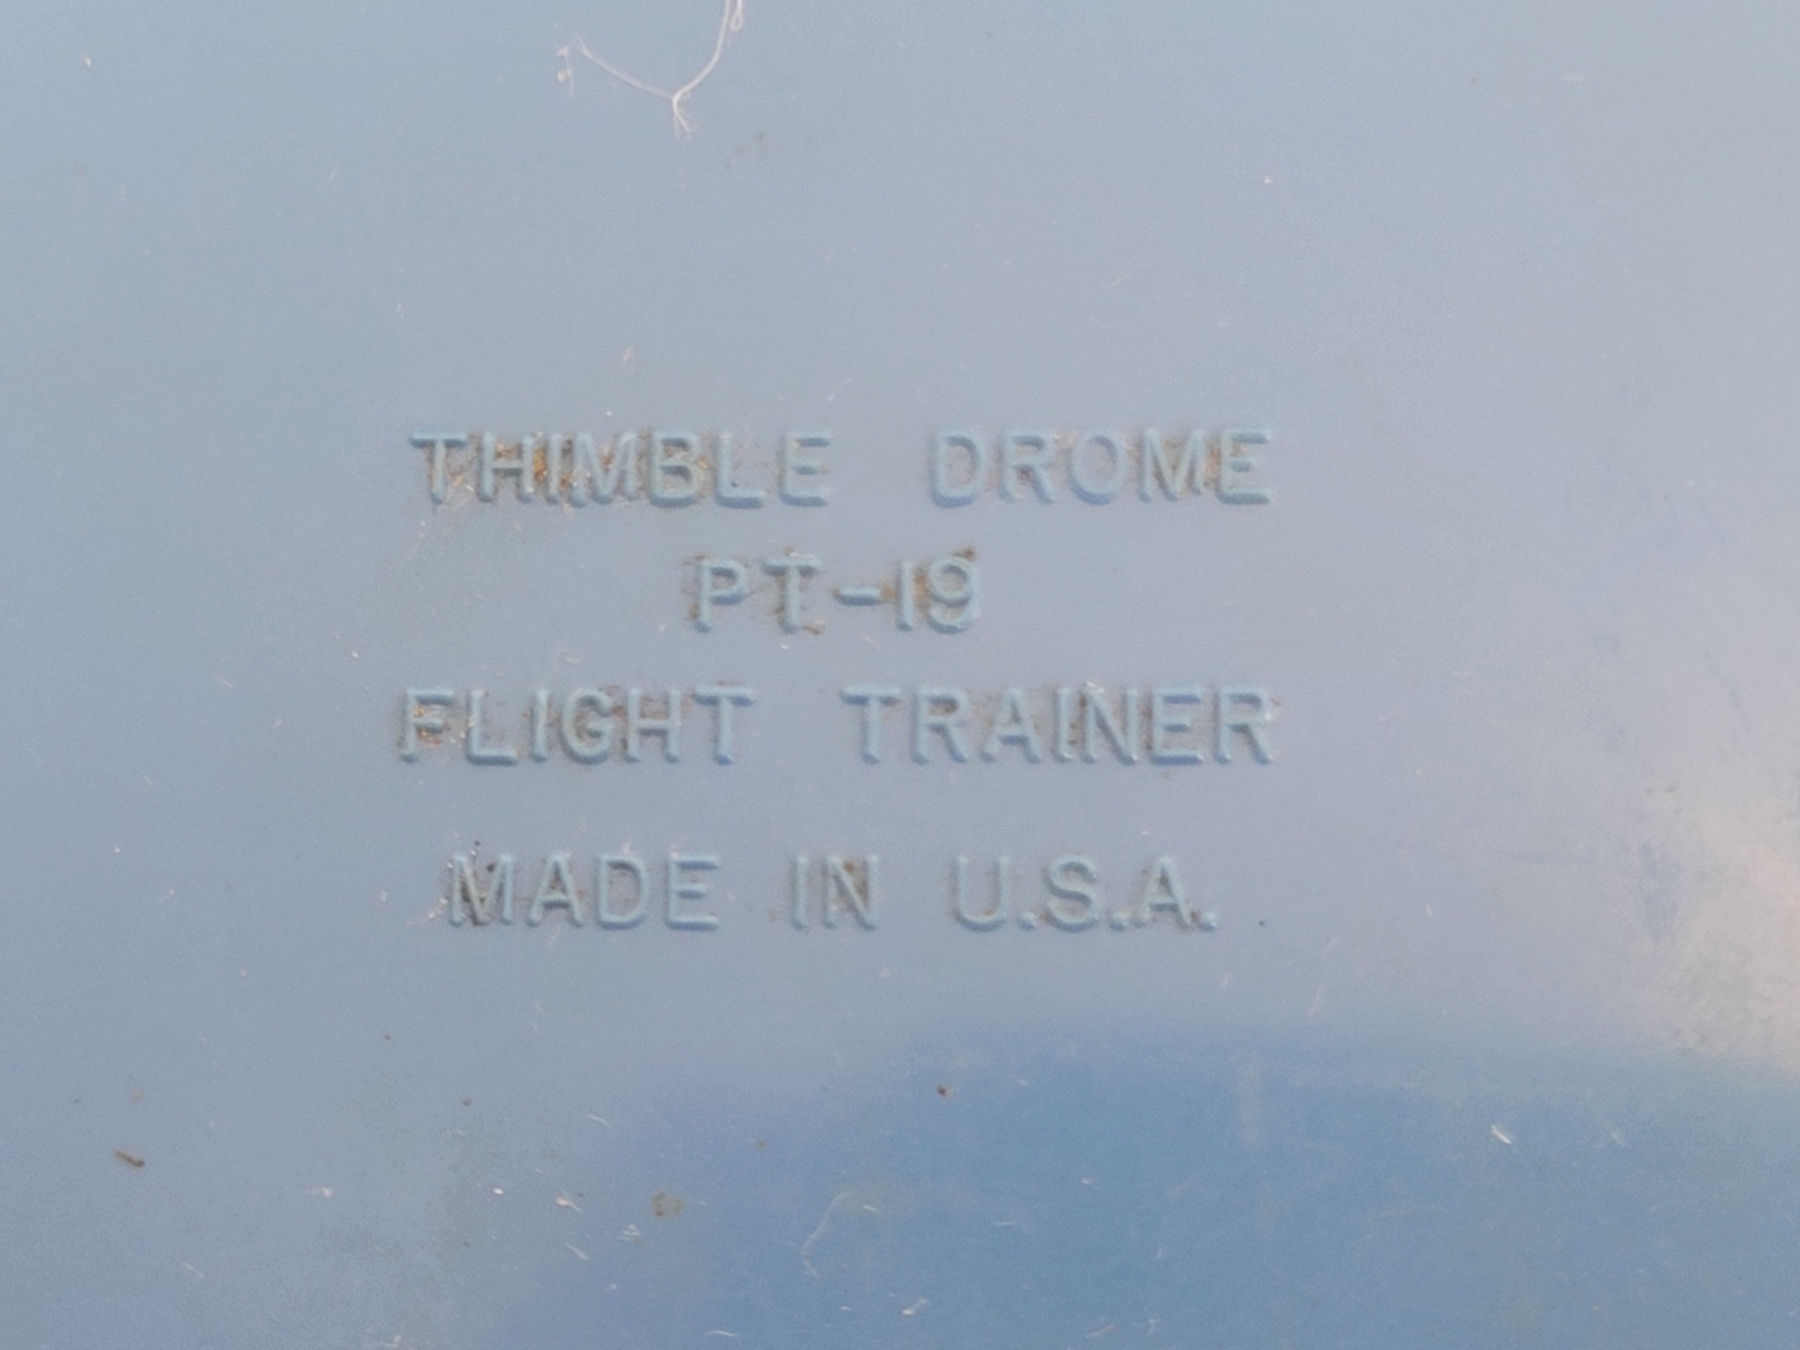 THIMBLE DROME
PT-19
FLIGHT TRAINER
MADE IN U.S.A.